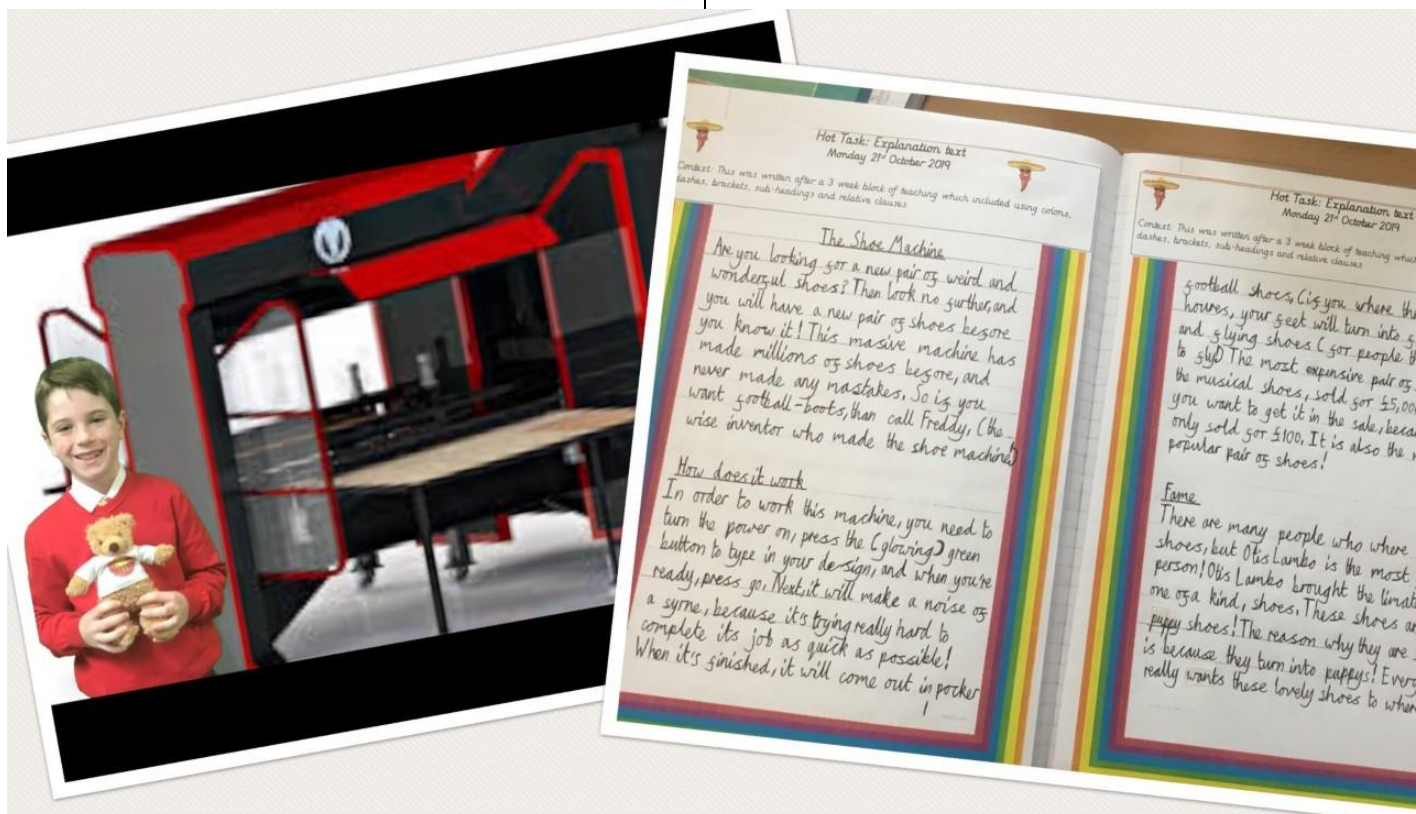 Hot Task: Explanation text
Monday 21st October 2019
Context: This was written after a 3 week block of teaching which included using colons,
dashes, brackets, sub-headings and relative clauses
The Shoe Machine
Are you looking for a new pair of weird and
wonderful shoes? Then look no further, and
you will have a new pair of shoes before
you know it! This masive machine has
made millions of shoes before, and
never made any mastakes. So if you
want football-boots, than call Freddy, (the
wise inventor who made the shoe machine!)
How does it work
In order to work this machine, you need to
turn the power on, press the (glowing) green
button to type in your de-sign, and when you're
ready, press go. Next, it will make a noise of
a syrne, because it's trying really hard to
complete its job as quick as possible!
When it's finished, it will come out in
Hot Task: Explanation text
Monday 21st October 2019
Context: This was written after a 3 week block of teaching
dashes, brackets, sub-headings and relative clauses
football shoes, (if you where
houres, your feet will turn into
and flying shoes (for people
to fly) The most expensive pair of
the musical shoes, sold for
you want to get it in the sale,
only sold for £100. It is also the
popular pair of shoes!
Fame
There are many people who where
shoes, but Otis Lambo is the most
person! Otis Lambo brought the
one of a kind, shoes. These shoes
puppy shoes! The reason why they are
is because they turn into puppys!
really wants these lovely shoes to